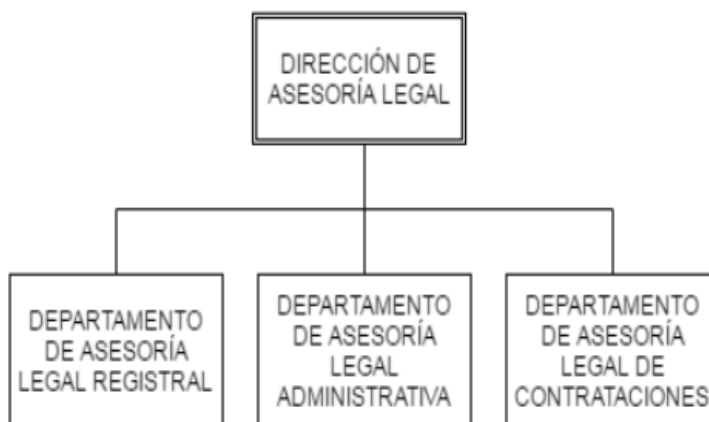 DIRECCIÓN DE
ASESORÍA LEGAL
DEPARTAMENTO
DE ASESORÍA
LEGAL REGISTRAL
DEPARTAMENTO
DE ASESORÍA
LEGAL
ADMINISTRATIVA
DEPARTAMENTO
DE ASESORÍA
LEGAL DE
CONTRATACIONES